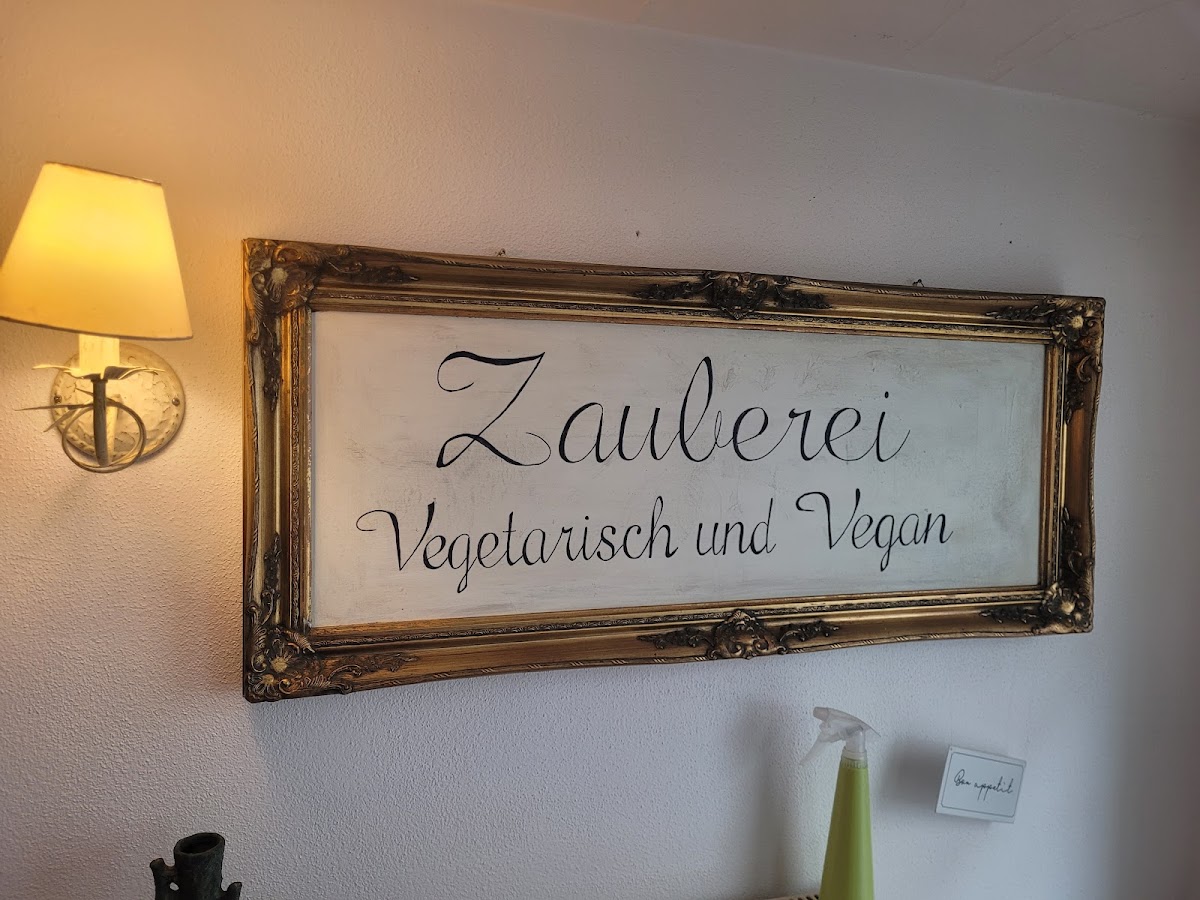 Zauberei
Vegetarisch und Vegan
Bon appetit